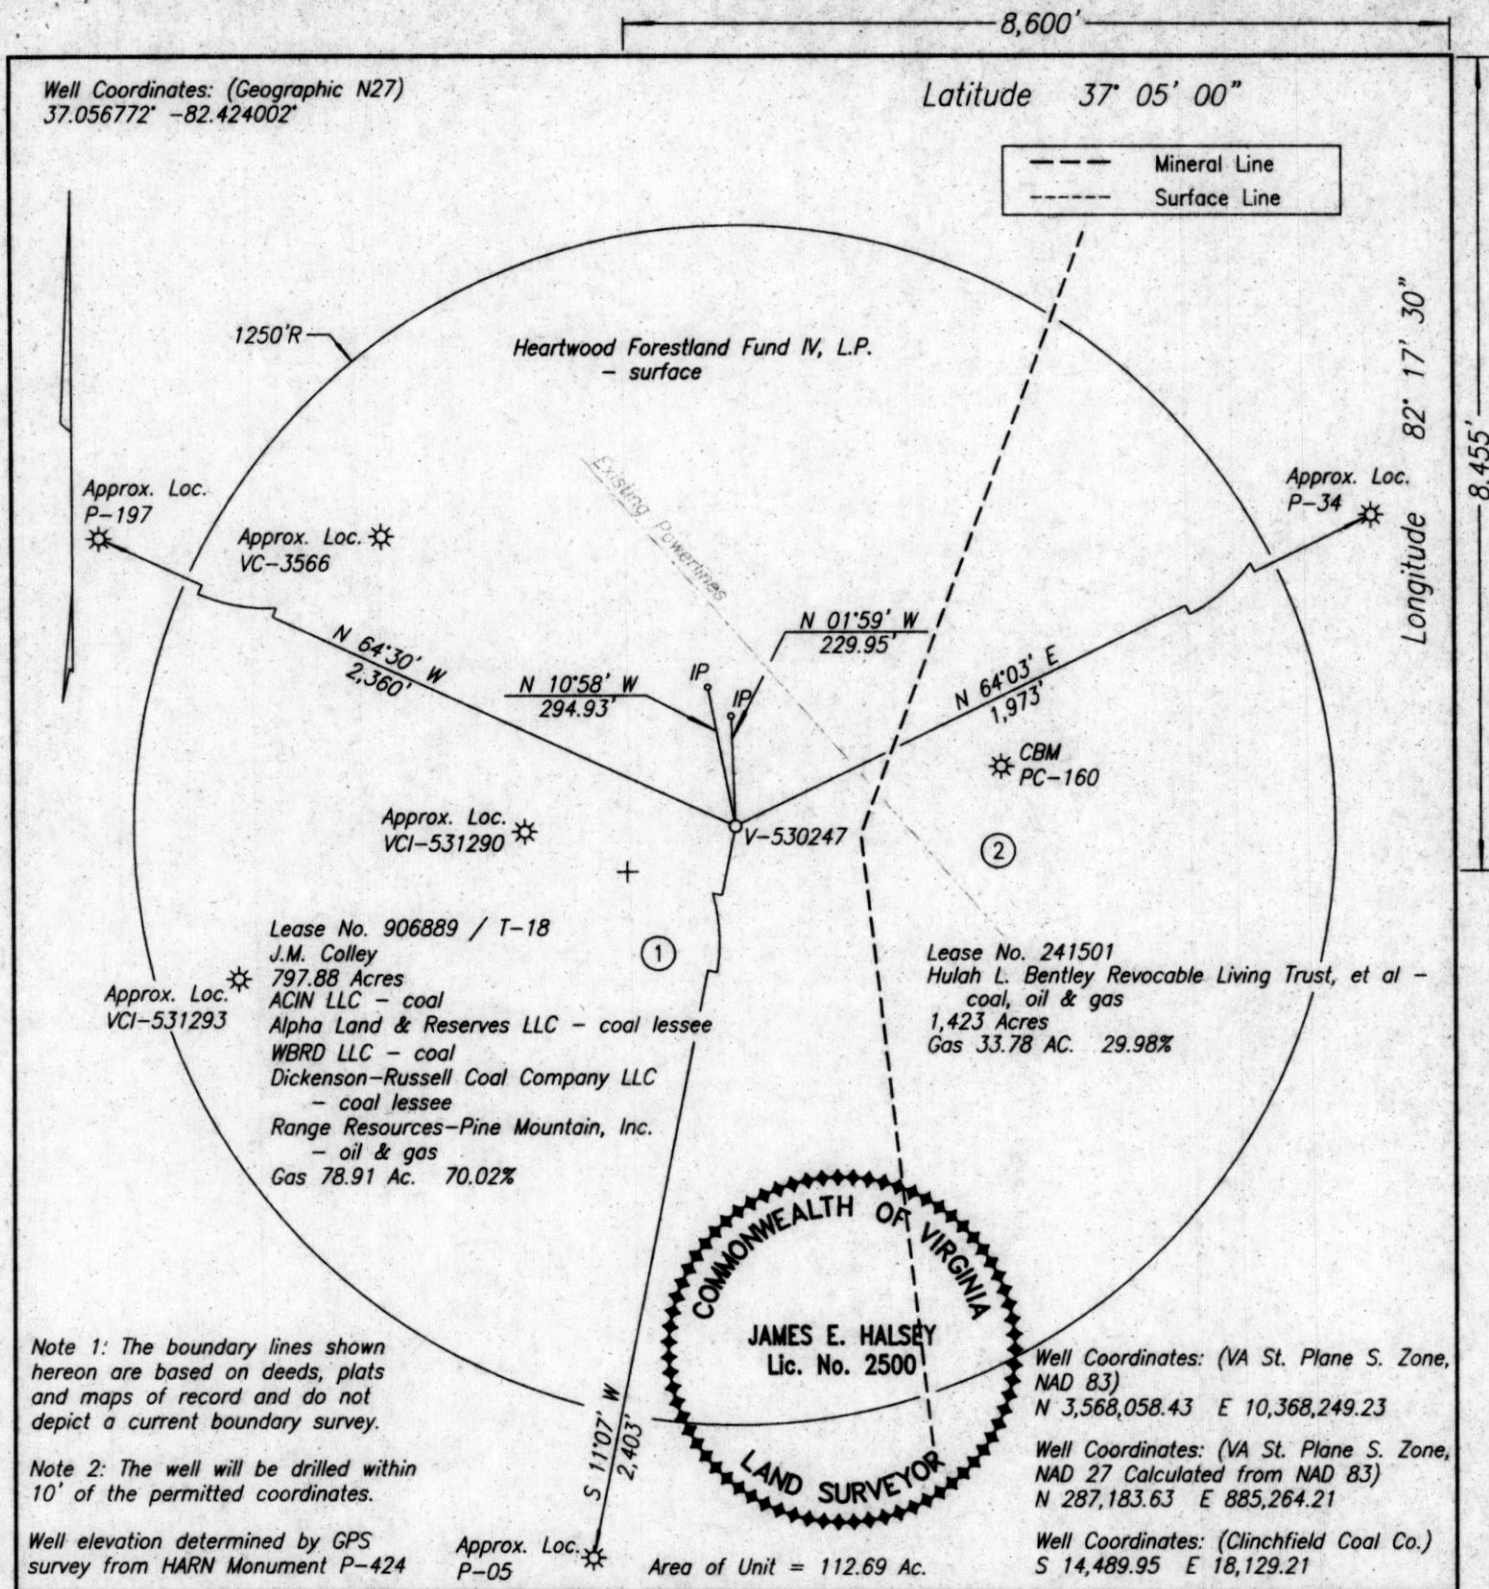 8,600'
Well Coordinates: (Geographic N27)
37.056772° -82.424002°
Latitude 37° 05' 00"
Mineral Line
Surface Line
8,455'
Longitude 82° 17' 30"
1250'R
Heartwood Forestland Fund IV, L.P.
- surface
Existing Powerlines
Approx. Loc.
P-197
Approx. Loc.
VC-3566
Approx. Loc.
P-34
N 64°30' W
2,360'
N 10°58' W
294.93'
IP
IP
N 01°59' W
229.95'
N 64°03' E
1,973'
CBM
PC-160
Approx. Loc.
VCI-531290
V-530247
2
1
Lease No. 906889 / T-18
J.M. Colley
797.88 Acres
ACIN LLC - coal
Alpha Land & Reserves LLC - coal lessee
WBRD LLC - coal
Dickenson-Russell Coal Company LLC
- coal lessee
Range Resources-Pine Mountain, Inc.
- oil & gas
Gas 78.91 Ac. 70.02%
Approx. Loc.
VCI-531293
Lease No. 241501
Hulah L. Bentley Revocable Living Trust, et al -
coal, oil & gas
1,423 Acres
Gas 33.78 AC. 29.98%
COMMONWEALTH OF VIRGINIA
JAMES E. HALSEY
Lic. No. 2500
LAND SURVEYOR
Note 1: The boundary lines shown
hereon are based on deeds, plats
and maps of record and do not
depict a current boundary survey.
Note 2: The well will be drilled within
10' of the permitted coordinates.
Well elevation determined by GPS
survey from HARN Monument P-424
S 11°07' W
2,403'
Approx. Loc.
P-05
Area of Unit = 112.69 Ac.
Well Coordinates: (VA St. Plane S. Zone,
NAD 83)
N 3,568,058.43 E 10,368,249.23
Well Coordinates: (VA St. Plane S. Zone,
NAD 27 Calculated from NAD 83)
N 287,183.63 E 885,264.21
Well Coordinates: (Clinchfield Coal Co.)
S 14,489.95 E 18,129.21